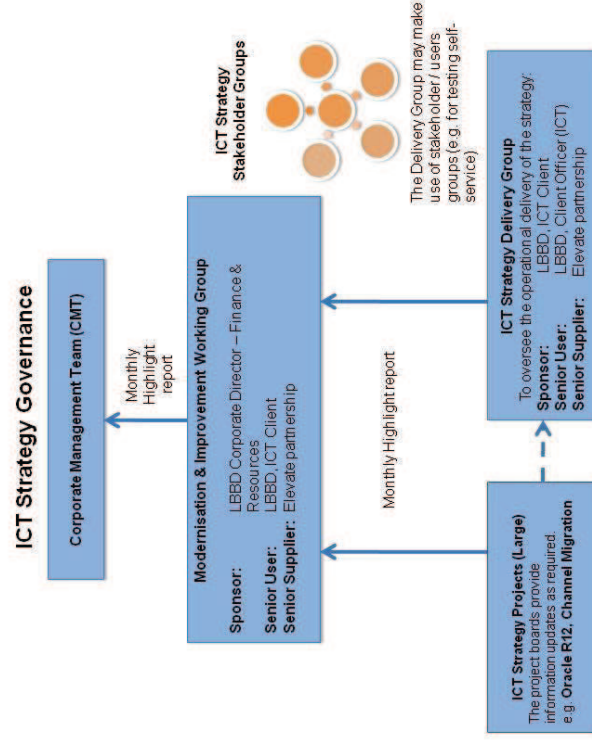 ICT Strategy Governance
Corporate Management Team (CMT)
Monthly
Highlight
report
Modernisation & Improvement Working Group
Sponsor: LBBD Corporate Director – Finance &
Resources
Senior User: LBBD, ICT Client
Senior Supplier: Elevate partnership
ICT Strategy
Stakeholder Groups
The Delivery Group may make
use of stakeholder / users
groups (e.g. for testing self-
service)
Monthly Highlight report
ICT Strategy Projects (Large)
The project boards provide
information updates as required.
e.g. Oracle R12, Channel Migration
ICT Strategy Delivery Group
To oversee the operational delivery of the strategy:
Sponsor: LBBD, ICT Client
Senior User: LBBD, Client Officer (ICT)
Senior Supplier: Elevate partnership